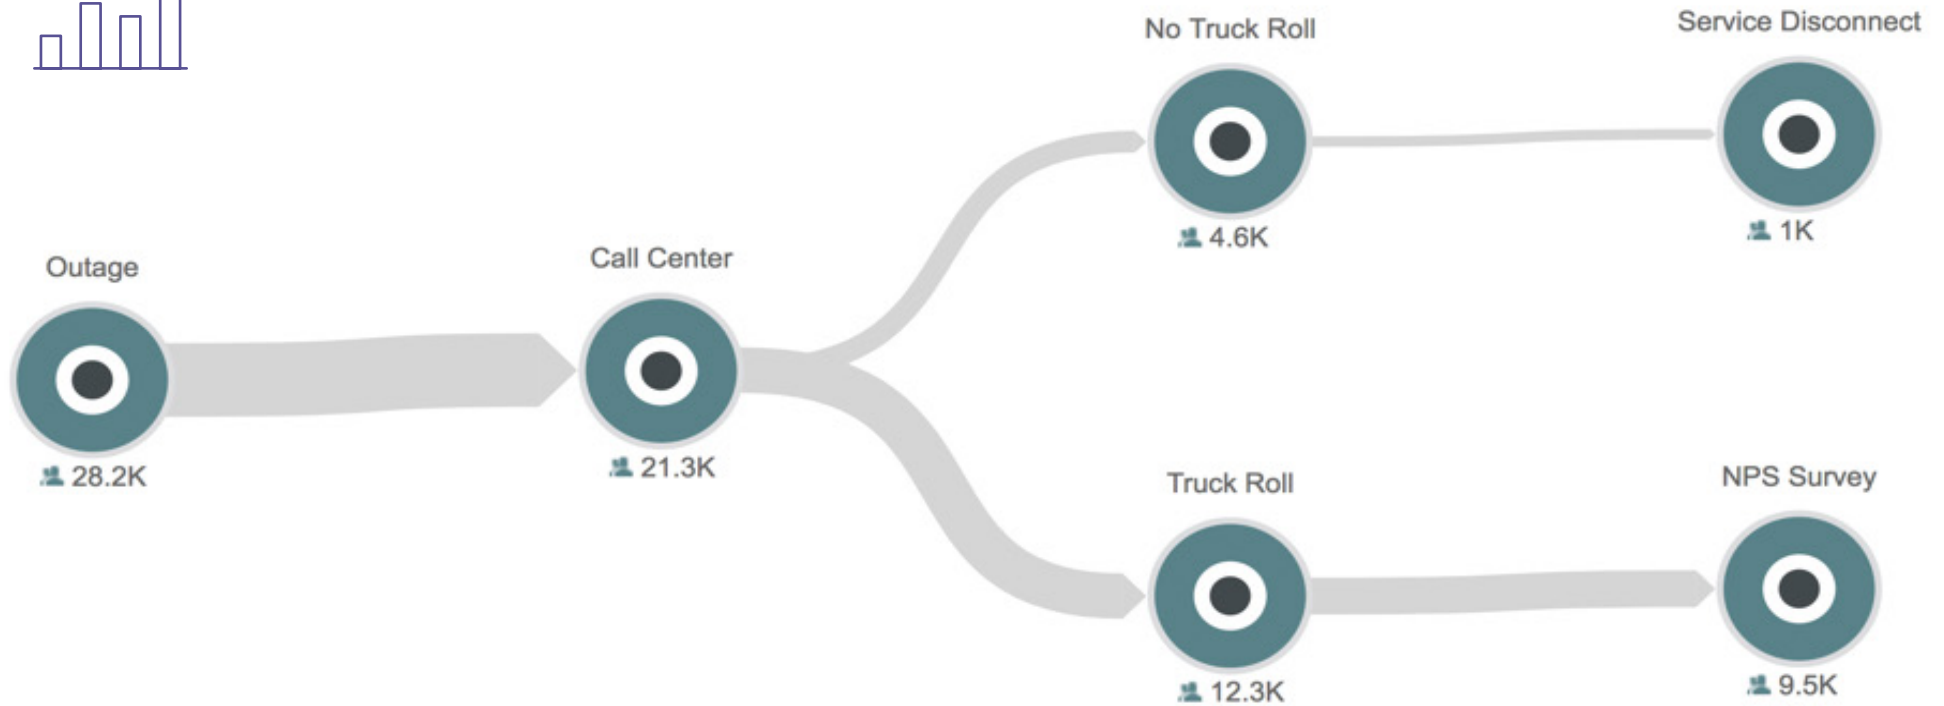 No Truck Roll
Service Disconnect
4.6K
1K
Outage
Call Center
28.2K
21.3K
Truck Roll
NPS Survey
12.3K
9.5K